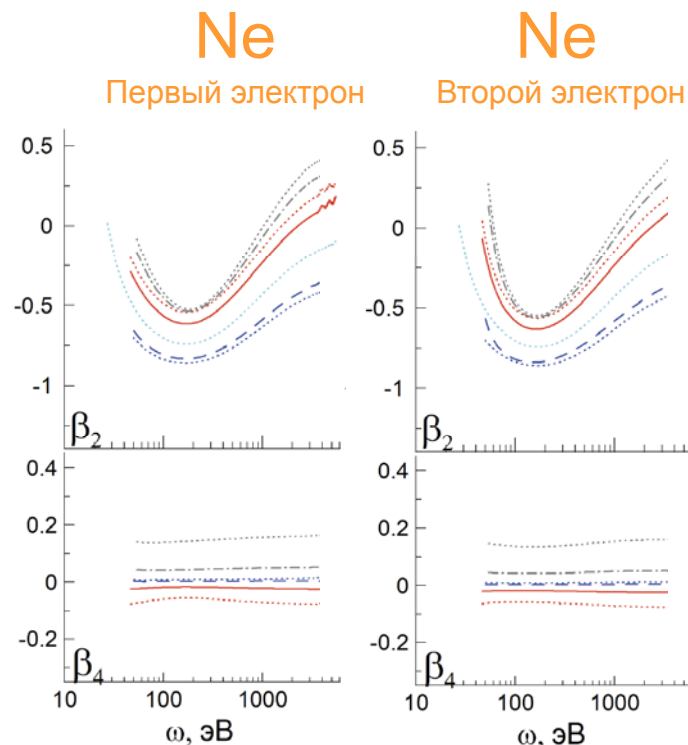 Ne Ne
Первый электрон Второй электрон
0.5 0.5
0 0
-0.5 -0.5
-1 -1
β2 β2
0.4 0.4
0.2 0.2
0 0
-0.2 -0.2
β4 β4
10 100 1000 10 100 1000
ω, эВ ω, эВ